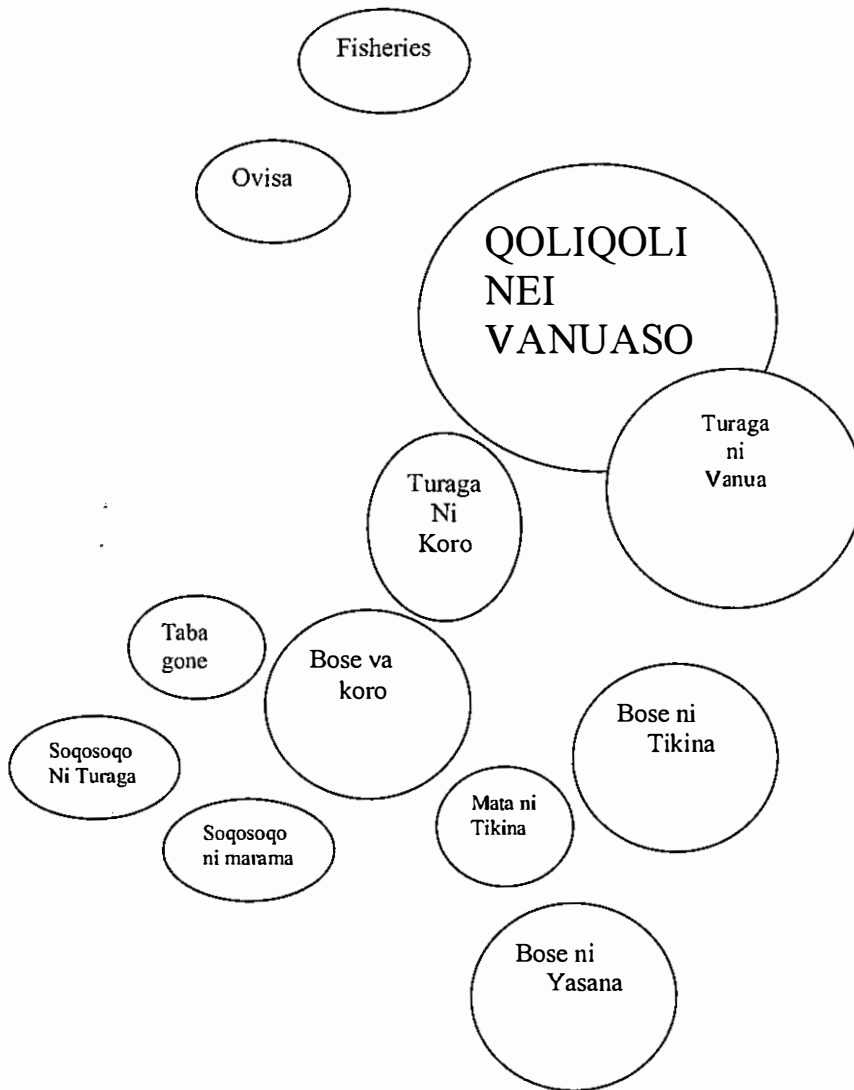 Fisheries
Ovisa
QOLIQOLI
NEI
VANUASO
Turaga
ni
Vanua
Turaga
Ni
Koro
Taba
gone
Bose va
koro
Bose ni
Tikina
Soqosoqo
Ni Turaga
Mata ni
Tikina
Soqosoqo
ni marama
Bose ni
Yasana